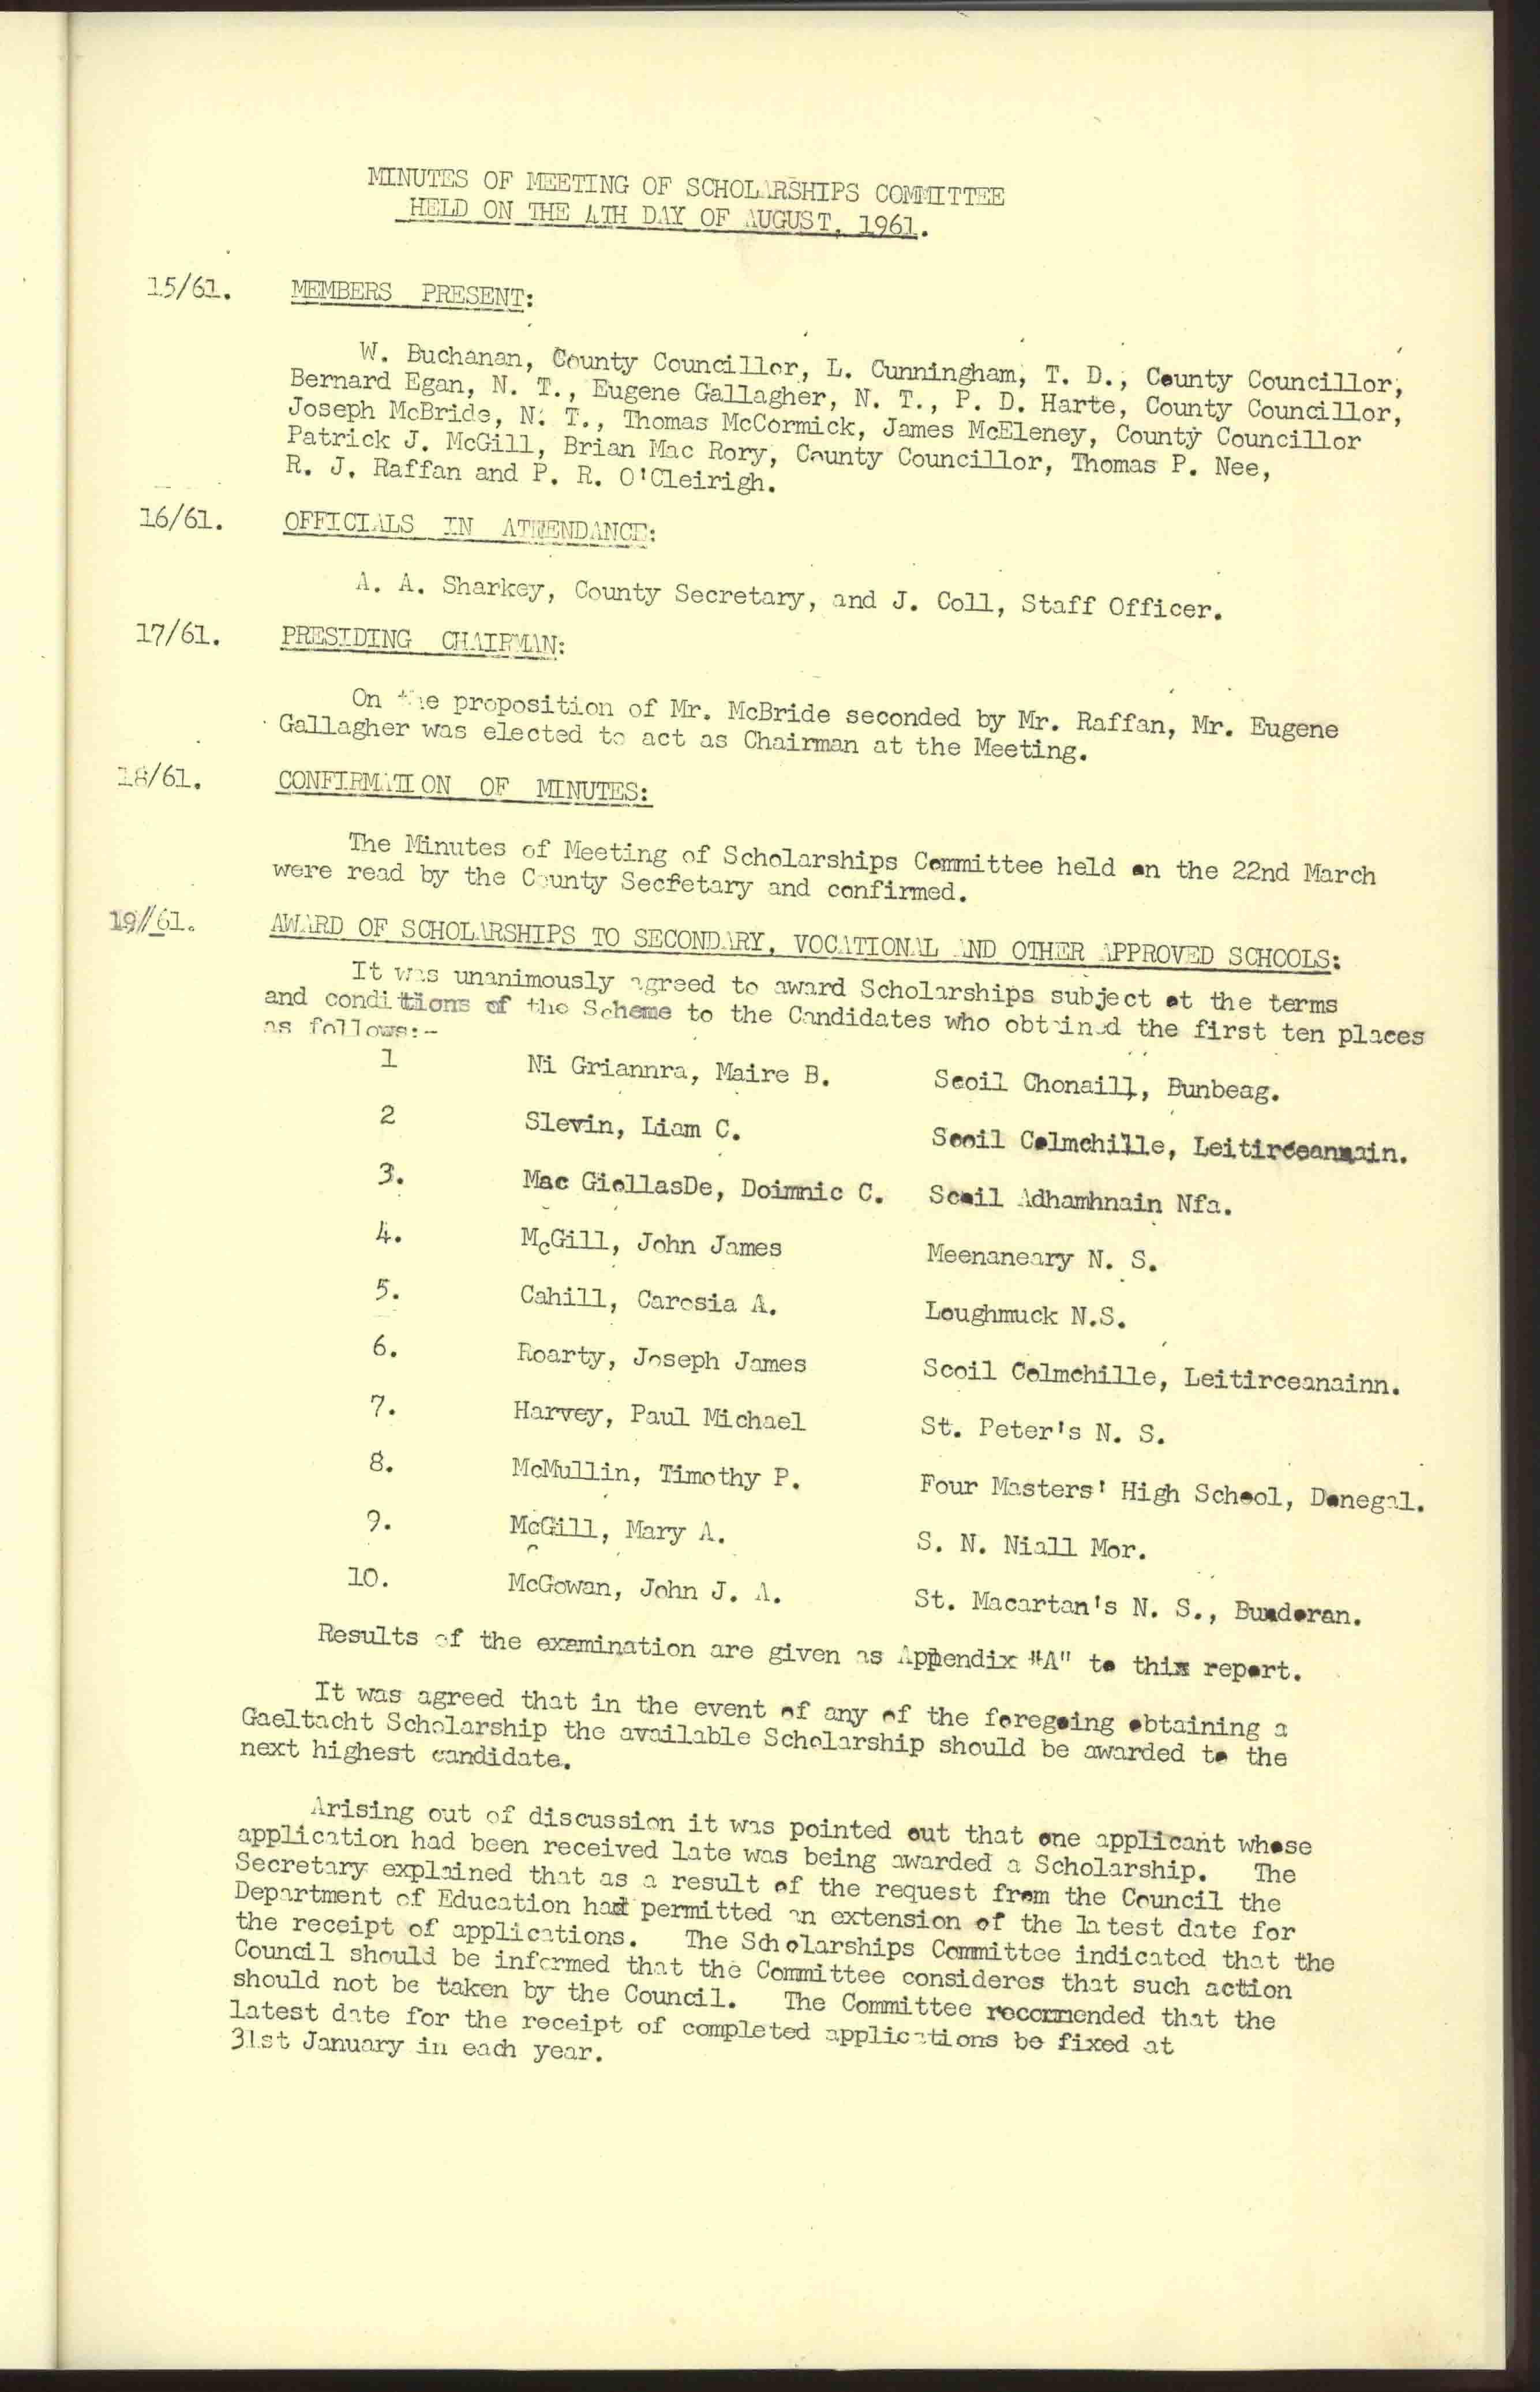 MINUTES OF MEETING OF SCHOLARSHIPS COMMITTEE
HELD ON THE 4TH DAY OF AUGUST, 1961.
15/61. MEMBERS PRESENT:
W. Buchanan, County Councillor, L. Cunningham, T. D., County Councillor,
Bernard Egan, N. T., Eugene Gallagher, N. T., P. D. Harte, County Councillor,
Joseph McBride, N. T., Thomas McCormick, James McEleney, County Councillor
Patrick J. McGill, Brian Mac Rory, County Councillor, Thomas P. Nee,
R. J. Raffan and P. R. O'Cleirigh.
16/61. OFFICIALS IN ATTENDANCE:
A. A. Sharkey, County Secretary, and J. Coll, Staff Officer.
17/61. PRESIDING CHAIRMAN:
On the proposition of Mr. McBride seconded by Mr. Raffan, Mr. Eugene
Gallagher was elected to act as Chairman at the Meeting.
18/61. CONFIRMATION OF MINUTES:
The Minutes of Meeting of Scholarships Committee held on the 22nd March
were read by the County Secretary and confirmed.
19/61. AWARD OF SCHOLARSHIPS TO SECONDARY, VOCATIONAL AND OTHER APPROVED SCHOOLS:
It was unanimously agreed to award Scholarships subject ot the terms
and conditions of the Scheme to the Candidates who obtained the first ten places
as follows:-
1 Ni Griannra, Maire B. Scoil Chonaill, Bunbeag.
2 Slevin, Liam C. Scoil Colmchille, Leitirceannain.
3. Mac GiollasDe, Doimnic C. Scoil Adhamhnain Nfa.
4. McGill, John James Meenaneary N. S.
5. Cahill, Carosia A. Loughmuck N.S.
6. Roarty, Joseph James Scoil Colmchille, Leitirceanainn.
7. Harvey, Paul Michael St. Peter's N. S.
8. McMullin, Timothy P. Four Masters' High School, Donegal.
9. McGill, Mary A. S. N. Niall Mor.
10. McGowan, John J. A. St. Macartan's N. S., Bundoran.
Results of the examination are given as Appendix "A" to this report.
It was agreed that in the event of any of the foregoing obtaining a
Gaeltacht Scholarship the available Scholarship should be awarded to the
next highest candidate.
Arising out of discussion it was pointed out that one applicant whose
application had been received late was being awarded a Scholarship. The
Secretary explained that as a result of the request from the Council the
Department of Education had permitted an extension of the latest date for
the receipt of applications. The Scholarships Committee indicated that the
Council should be informed that the Committee consideres that such action
should not be taken by the Council. The Committee recommended that the
latest date for the receipt of completed applications be fixed at
31st January in each year.